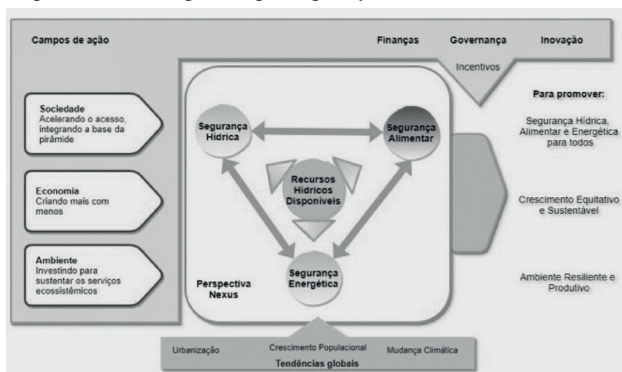 Campos de ação
Finanças Governança Inovação
Incentivos
Sociedade
Acelerando o acesso,
integrando a base da
pirâmide
Economia
Criando mais com
menos
Ambiente
Investindo para
sustentar os serviços
ecossistêmicos
Segurança
Hídrica
Segurança
Alimentar
Recursos
Hídricos
Disponíveis
Segurança
Energética
Perspectiva
Nexus
Para promover:
Segurança Hídrica,
Alimentar e Energética
para todos
Crescimento Equitativo
e Sustentável
Ambiente Resiliente e
Produtivo
Urbanização Crescimento Populacional Mudança Climática
Tendências globais